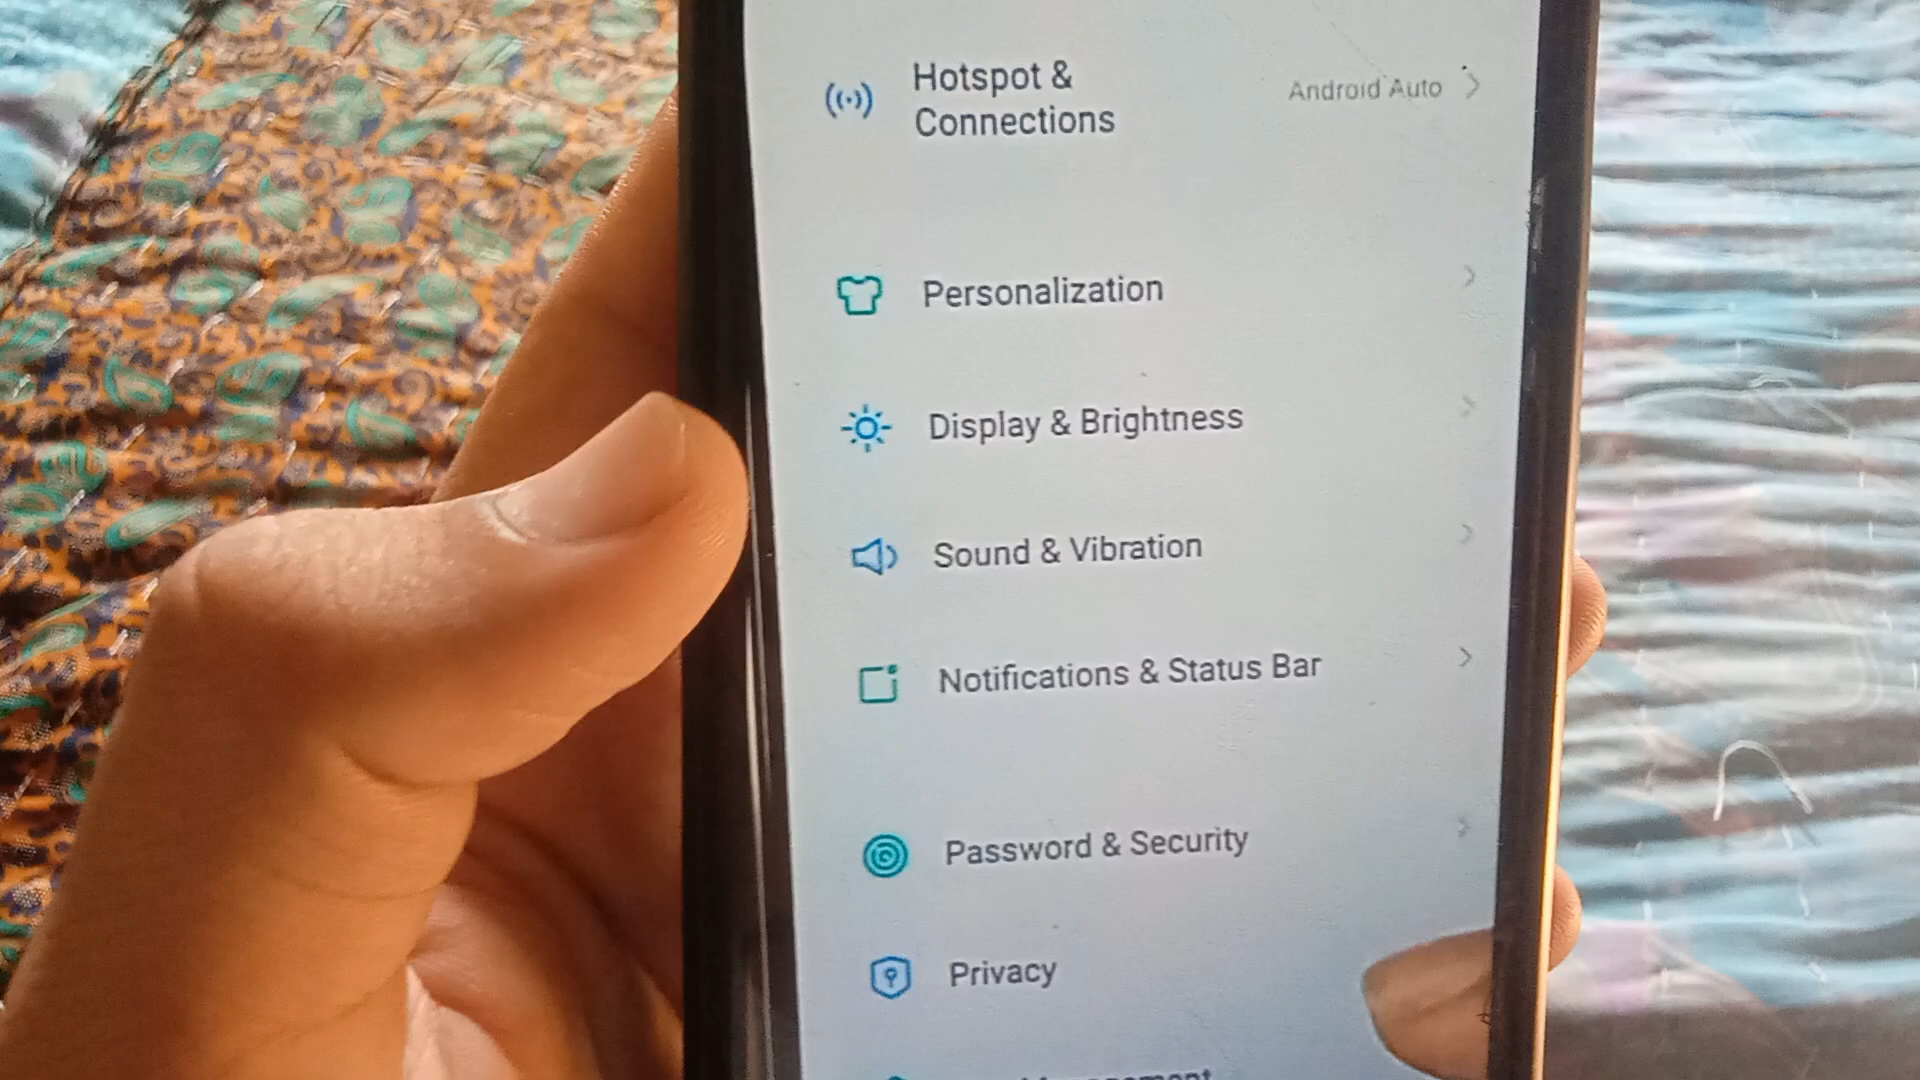 Hotspot &
Connections
Android Auto
Personalization
Display & Brightness
Sound & Vibration
Notifications & Status Bar
Password & Security
Privacy